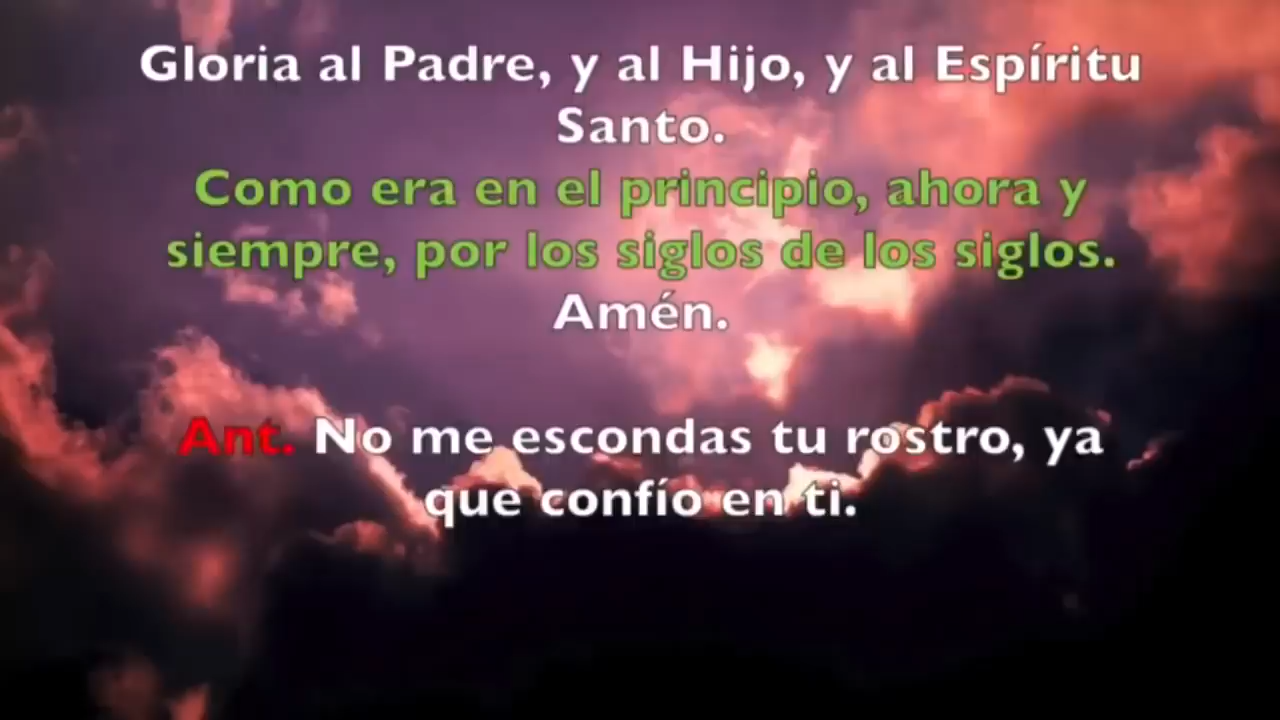 Gloria al Padre, y al Hijo, y al Espíritu
Santo.
Como era en el principio, ahora y
siempre, por los siglos de los siglos.
Amén.
Ant. No me escondas tu rostro, ya
que confío en ti.